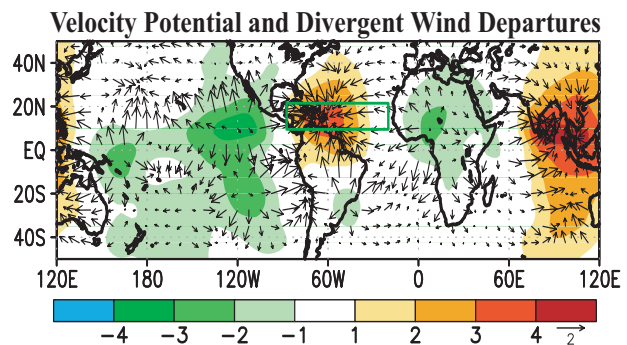 Velocity Potential and Divergent Wind Departures
40N
20N
EQ
20S
40S
120E 180 120W 60W 0 60E 120E
−4 −3 −2 −1 1 2 3 4 2